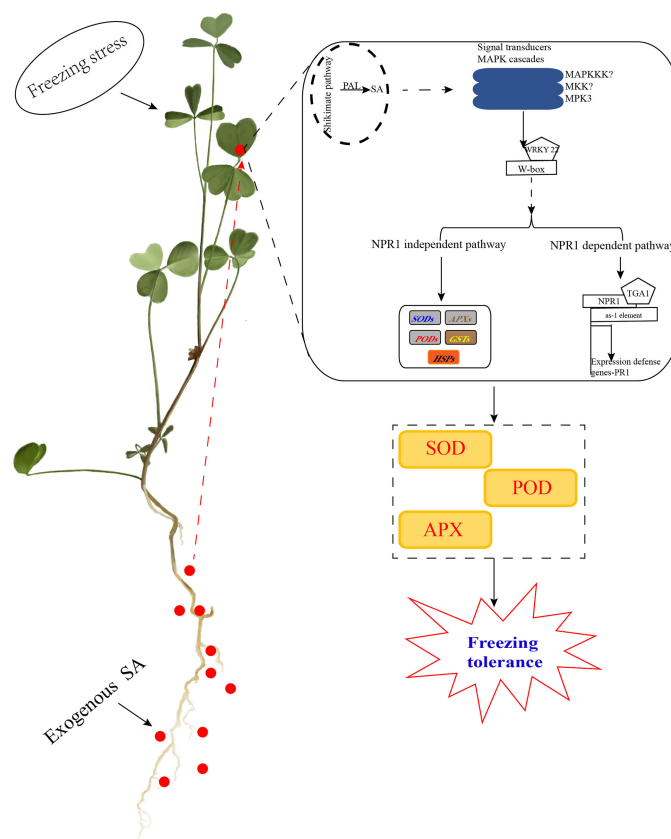 Freezing stress
Shikimate pathway
PAL
SA
Signal transducers
MAPK cascades
MAPKKK?
MKK?
MPK3
WRKY 22
W-box
NPR1 independent pathway
NPR1 dependent pathway
SODs
APXs
PODs
GSTs
HSPs
TGA1
NPR1
as-1 element
Expression defense
genes-PR1
SOD
POD
APX
Freezing
tolerance
Exogenous SA